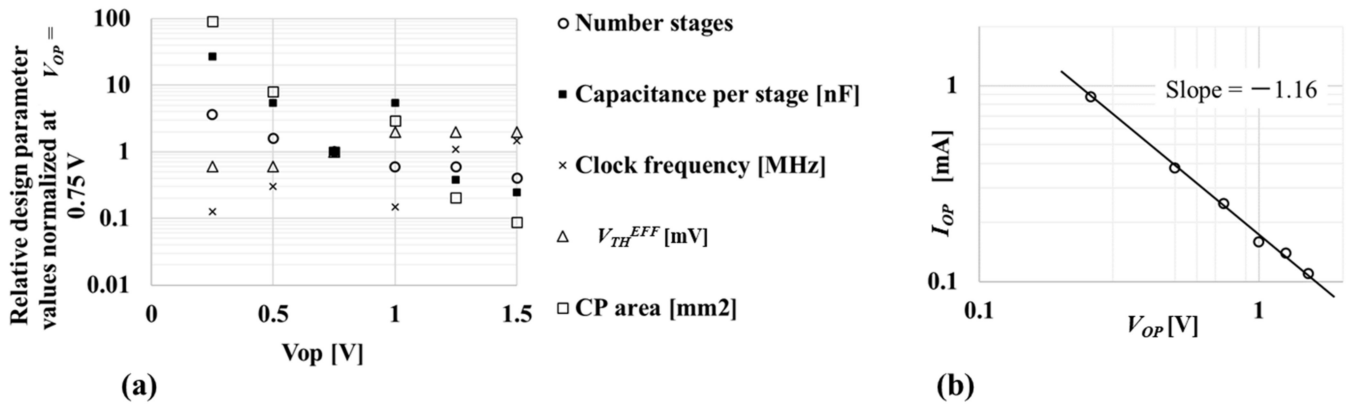 Relative design parameter
values normalized at V_OP =
0.75 V
100
10
1
0.1
0.01
0
0.5
1
1.5
Vop [V]
(a)
Number stages
Capacitance per stage [nF]
Clock frequency [MHz]
V_TH^EFF [mV]
CP area [mm2]
I_OP [mA]
1
0.1
Slope = －1.16
0.1
1
V_OP [V]
(b)